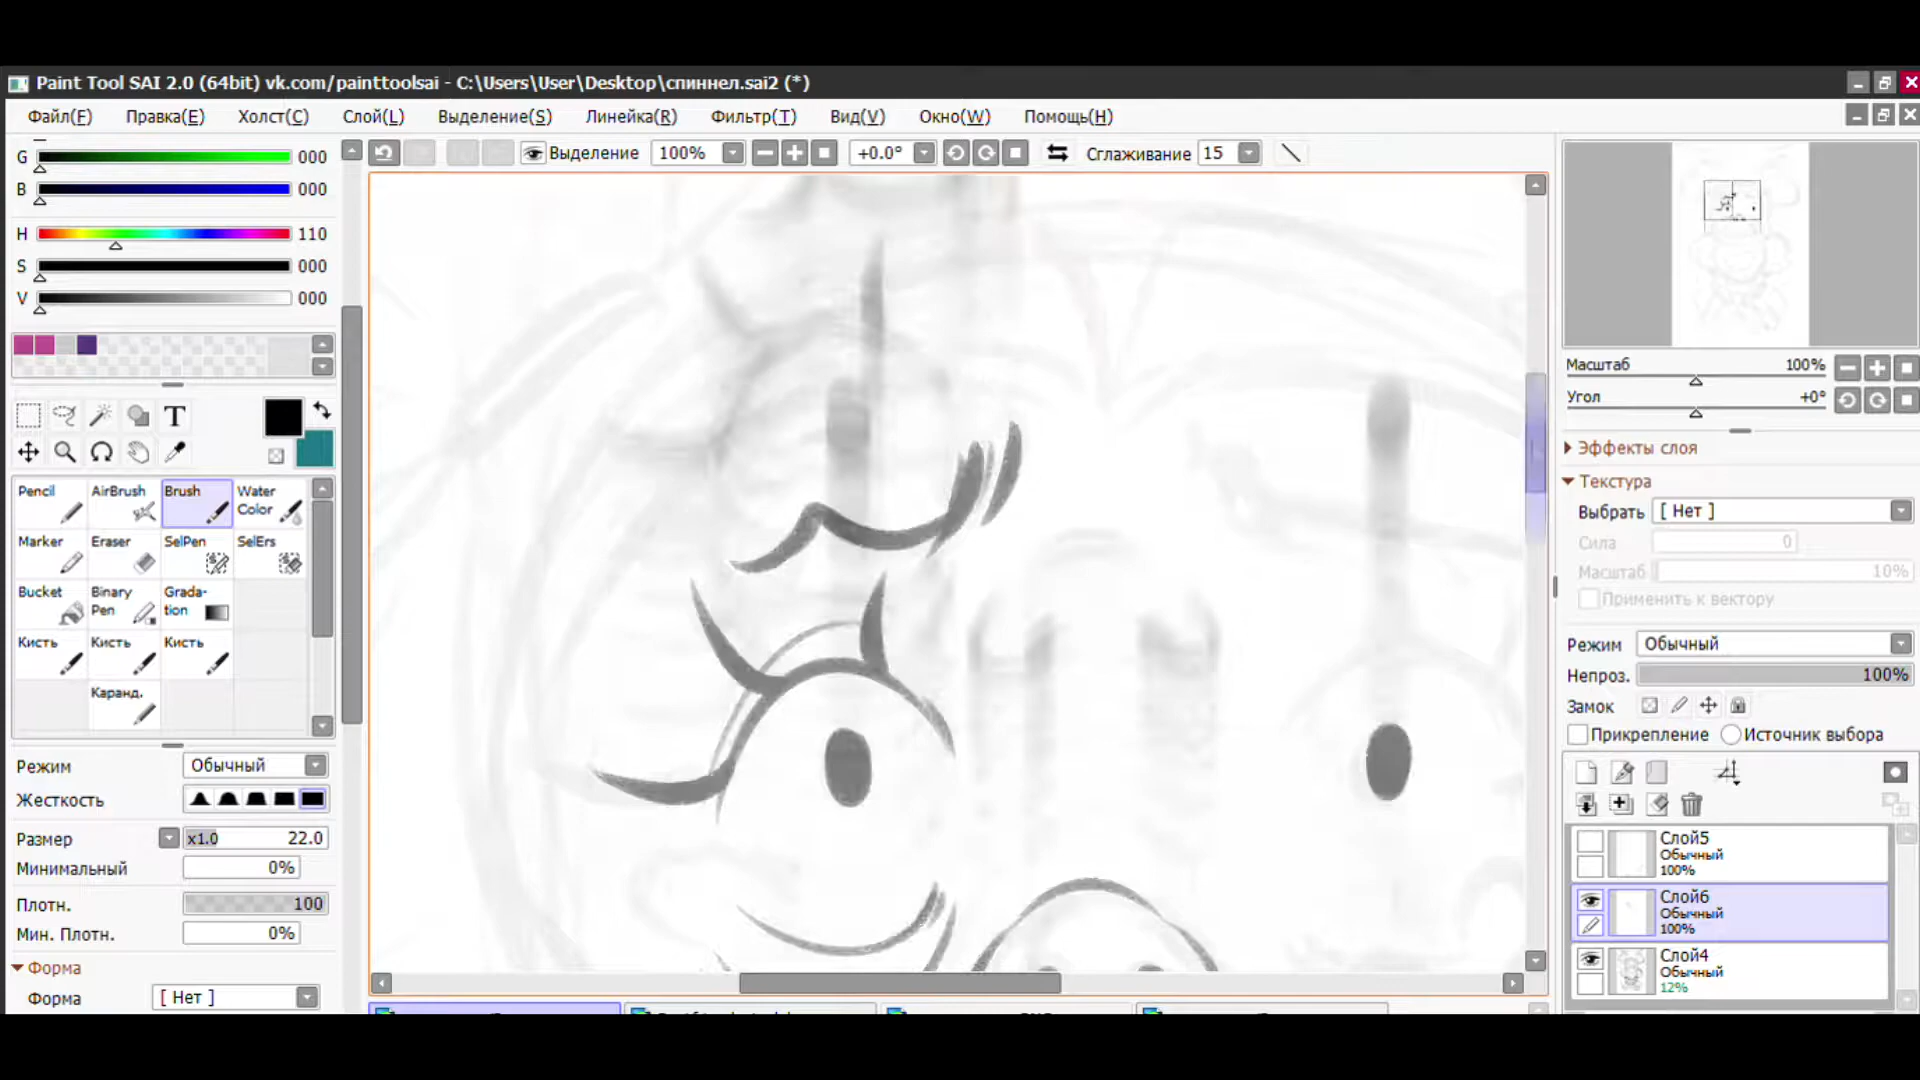 Paint Tool SAI 2.0 (64bit) vk.com/painttoolsai - C:\Users\User\Desktop\спиннел.sai2 (*)
Файл(F) Правка(E) Холст(C) Слой(L) Выделение(S) Линейка(R) Фильтр(T) Вид(V) Окно(W) Помощь(H)
G 000
B 000
H 110
S 000
V 000
Выделение 100% +0.0° Сглаживание 15
T
Pencil AirBrush Brush Water Color
Marker Eraser SelPen SelErs
Bucket Binary Pen Grada-tion
Кисть Кисть Кисть
Каранд.
Режим Обычный
Жесткость
Размер x1.0 22.0
Минимальный 0%
Плотн. 100
Мин. Плотн. 0%
Форма
Форма [ Нет ]
Масштаб 100%
Угол +0°
Эффекты слоя
Текстура
Выбрать [ Нет ]
Сила 0
Масштаб 10%
Применить к вектору
Режим Обычный
Непроз. 100%
Замок
Прикрепление Источник выбора
Слой5
Обычный
100%
Слой6
Обычный
100%
Слой4
Обычный
12%